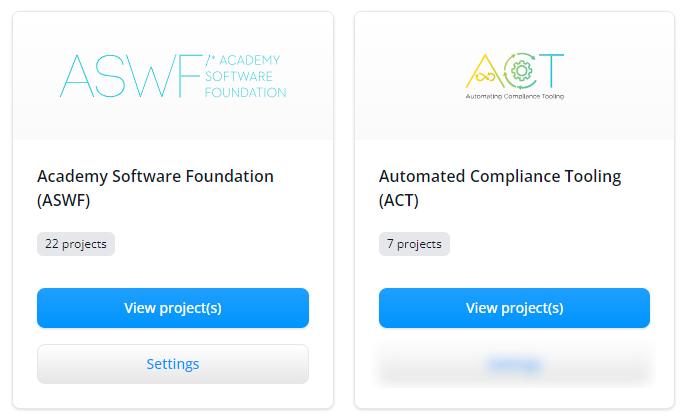 ASWF
/* ACADEMY
SOFTWARE
FOUNDATION
Academy Software Foundation
(ASWF)
22 projects
View project(s)
Settings
ACT
Automating Compliance Tooling
Automated Compliance Tooling
(ACT)
7 projects
View project(s)